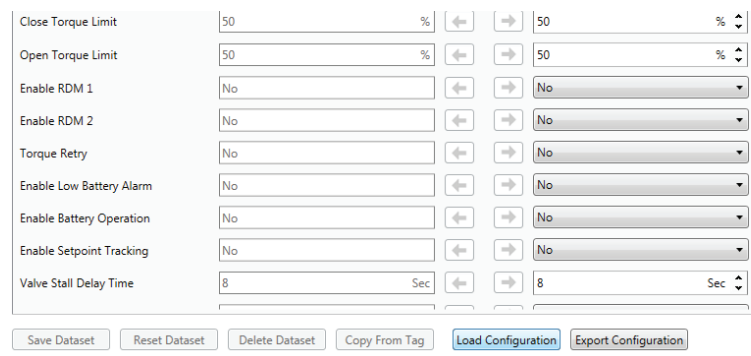 Close Torque Limit 50 % 50 %
Open Torque Limit 50 % 50 %
Enable RDM 1 No No
Enable RDM 2 No No
Torque Retry No No
Enable Low Battery Alarm No No
Enable Battery Operation No No
Enable Setpoint Tracking No No
Valve Stall Delay Time 8 Sec 8 Sec
Save Dataset Reset Dataset Delete Dataset Copy From Tag Load Configuration Export Configuration